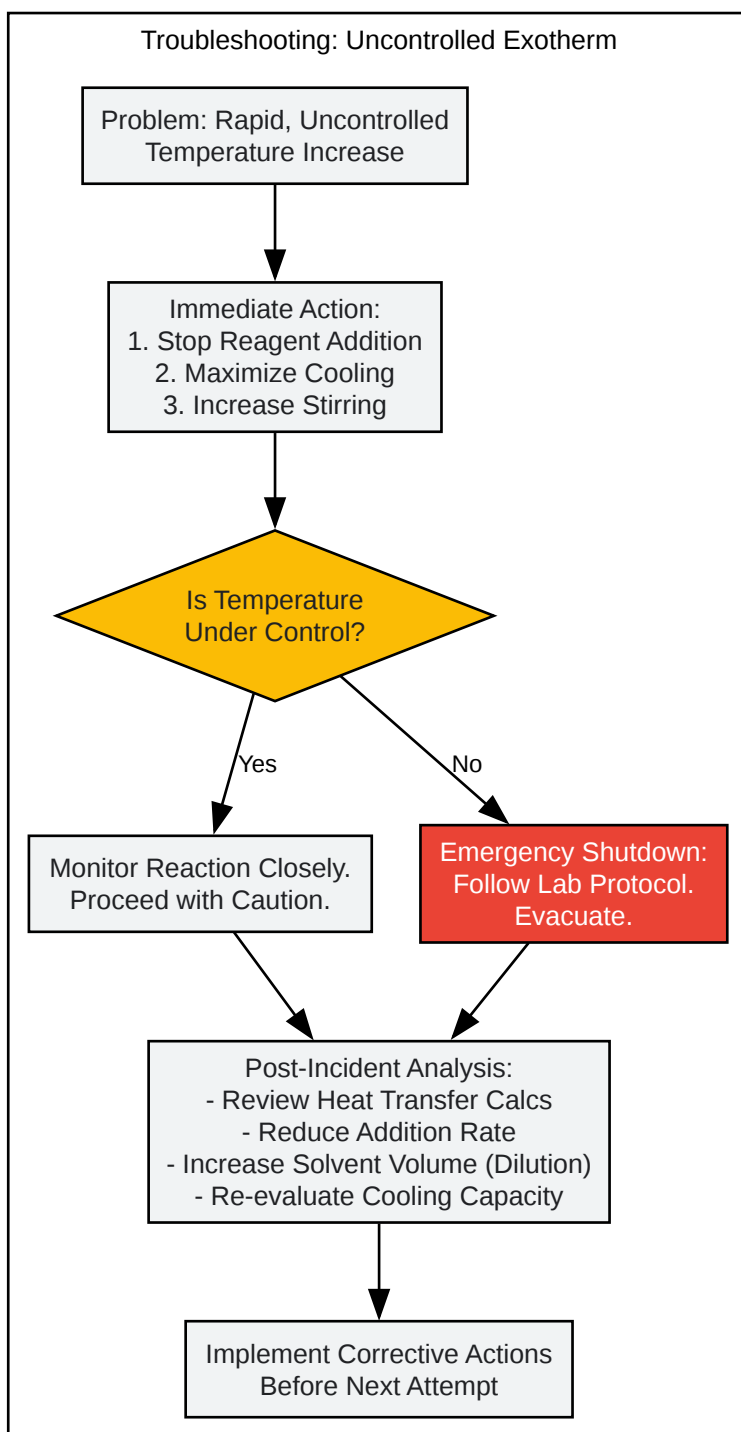 Troubleshooting: Uncontrolled Exotherm
Problem: Rapid, Uncontrolled
Temperature Increase
Immediate Action:
1. Stop Reagent Addition
2. Maximize Cooling
3. Increase Stirring
Is Temperature
Under Control?
Yes
No
Monitor Reaction Closely.
Proceed with Caution.
Emergency Shutdown:
Follow Lab Protocol.
Evacuate.
Post-Incident Analysis:
- Review Heat Transfer Calcs
- Reduce Addition Rate
- Increase Solvent Volume (Dilution)
- Re-evaluate Cooling Capacity
Implement Corrective Actions
Before Next Attempt